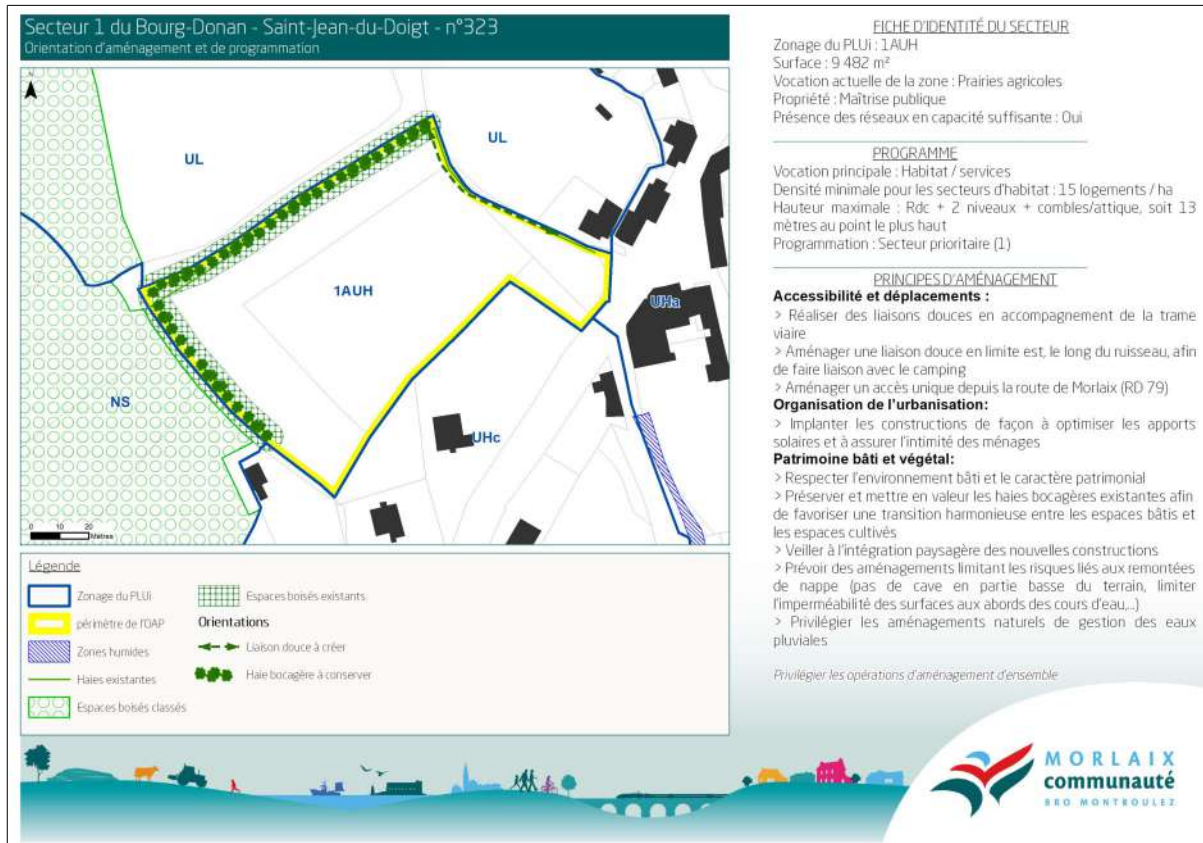 Secteur 1 du Bourg-Donan - Saint-Jean-du-Doigt - n°323
Orientation d'aménagement et de programmation
N
UL
UL
1AUH
UHa
NS
UHc
0 10 20
Mètres
Légende
Zonage du PLUi
périmètre de l'OAP
Zones humides
Haies existantes
Espaces boisés classés
Espaces boisés existants
Orientations
Liaison douce à créer
Haie bocagère à conserver
FICHE D'IDENTITÉ DU SECTEUR
Zonage du PLUi : 1AUH
Surface : 9 482 m²
Vocation actuelle de la zone : Prairies agricoles
Propriété : Maîtrise publique
Présence des réseaux en capacité suffisante : Oui
PROGRAMME
Vocation principale : Habitat / services
Densité minimale pour les secteurs d'habitat : 15 logements / ha
Hauteur maximale : Rdc + 2 niveaux + combles/attique, soit 13
mètres au point le plus haut
Programmation : Secteur prioritaire (1)
PRINCIPES D'AMÉNAGEMENT
Accessibilité et déplacements :
> Réaliser des liaisons douces en accompagnement de la trame
viaire
> Aménager une liaison douce en limite est, le long du ruisseau, afin
de faire liaison avec le camping
> Aménager un accès unique depuis la route de Morlaix (RD 79)
Organisation de l'urbanisation:
> Implanter les constructions de façon à optimiser les apports
solaires et à assurer l'intimité des ménages
Patrimoine bâti et végétal:
> Respecter l'environnement bâti et le caractère patrimonial
> Préserver et mettre en valeur les haies bocagères existantes afin
de favoriser une transition harmonieuse entre les espaces bâtis et
les espaces cultivés
> Veiller à l'intégration paysagère des nouvelles constructions
> Prévoir des aménagements limitant les risques liés aux remontées
de nappe (pas de cave en partie basse du terrain, limiter
l'imperméabilité des surfaces aux abords des cours d'eau,..)
> Privilégier les aménagements naturels de gestion des eaux
pluviales
Privilégier les opérations d'aménagement d'ensemble
MORLAIX
communauté
BRO MONTROULEZ